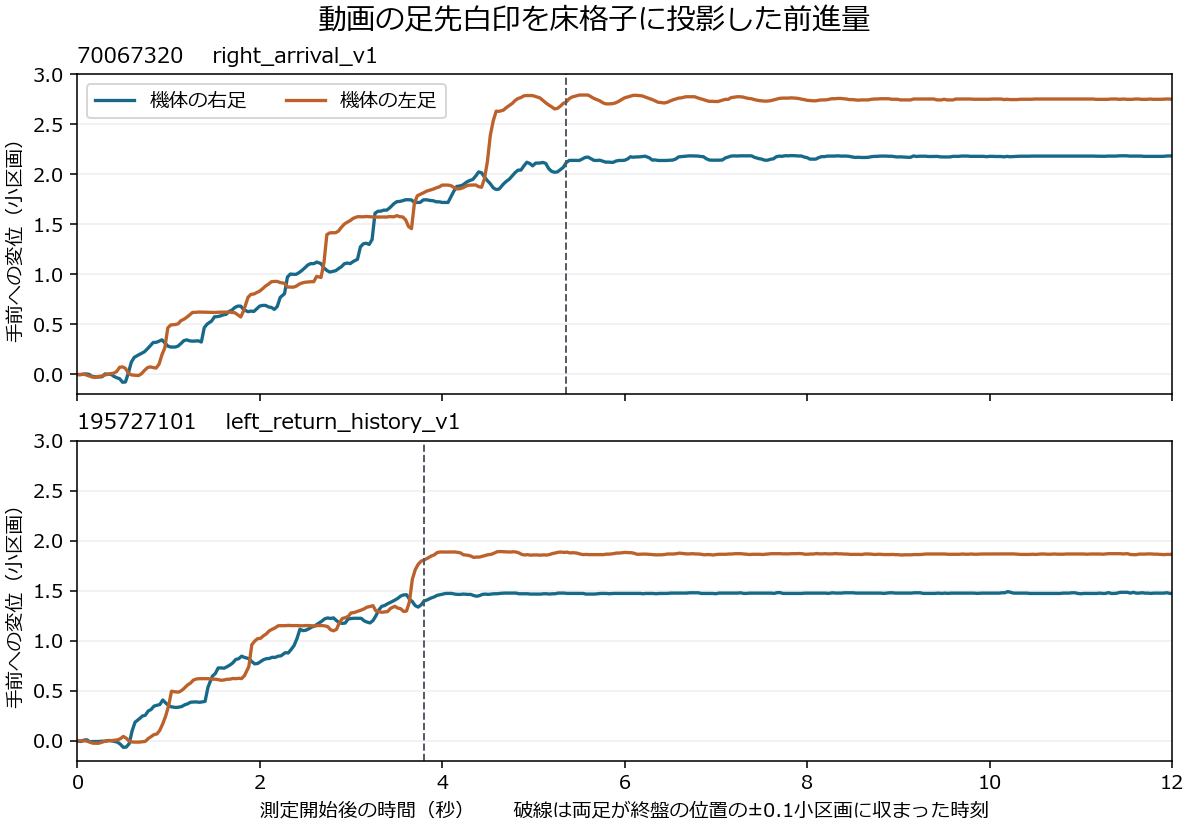 動画の足先白印を床格子に投影した前進量
70067320 right_arrival_v1
機体の右足 機体の左足
手前への変位（小区画）
3.0
2.5
2.0
1.5
1.0
0.5
0.0
195727101 left_return_history_v1
手前への変位（小区画）
3.0
2.5
2.0
1.5
1.0
0.5
0.0
0 2 4 6 8 10 12
測定開始後の時間（秒） 破線は両足が終盤の位置の±0.1小区画に収まった時刻